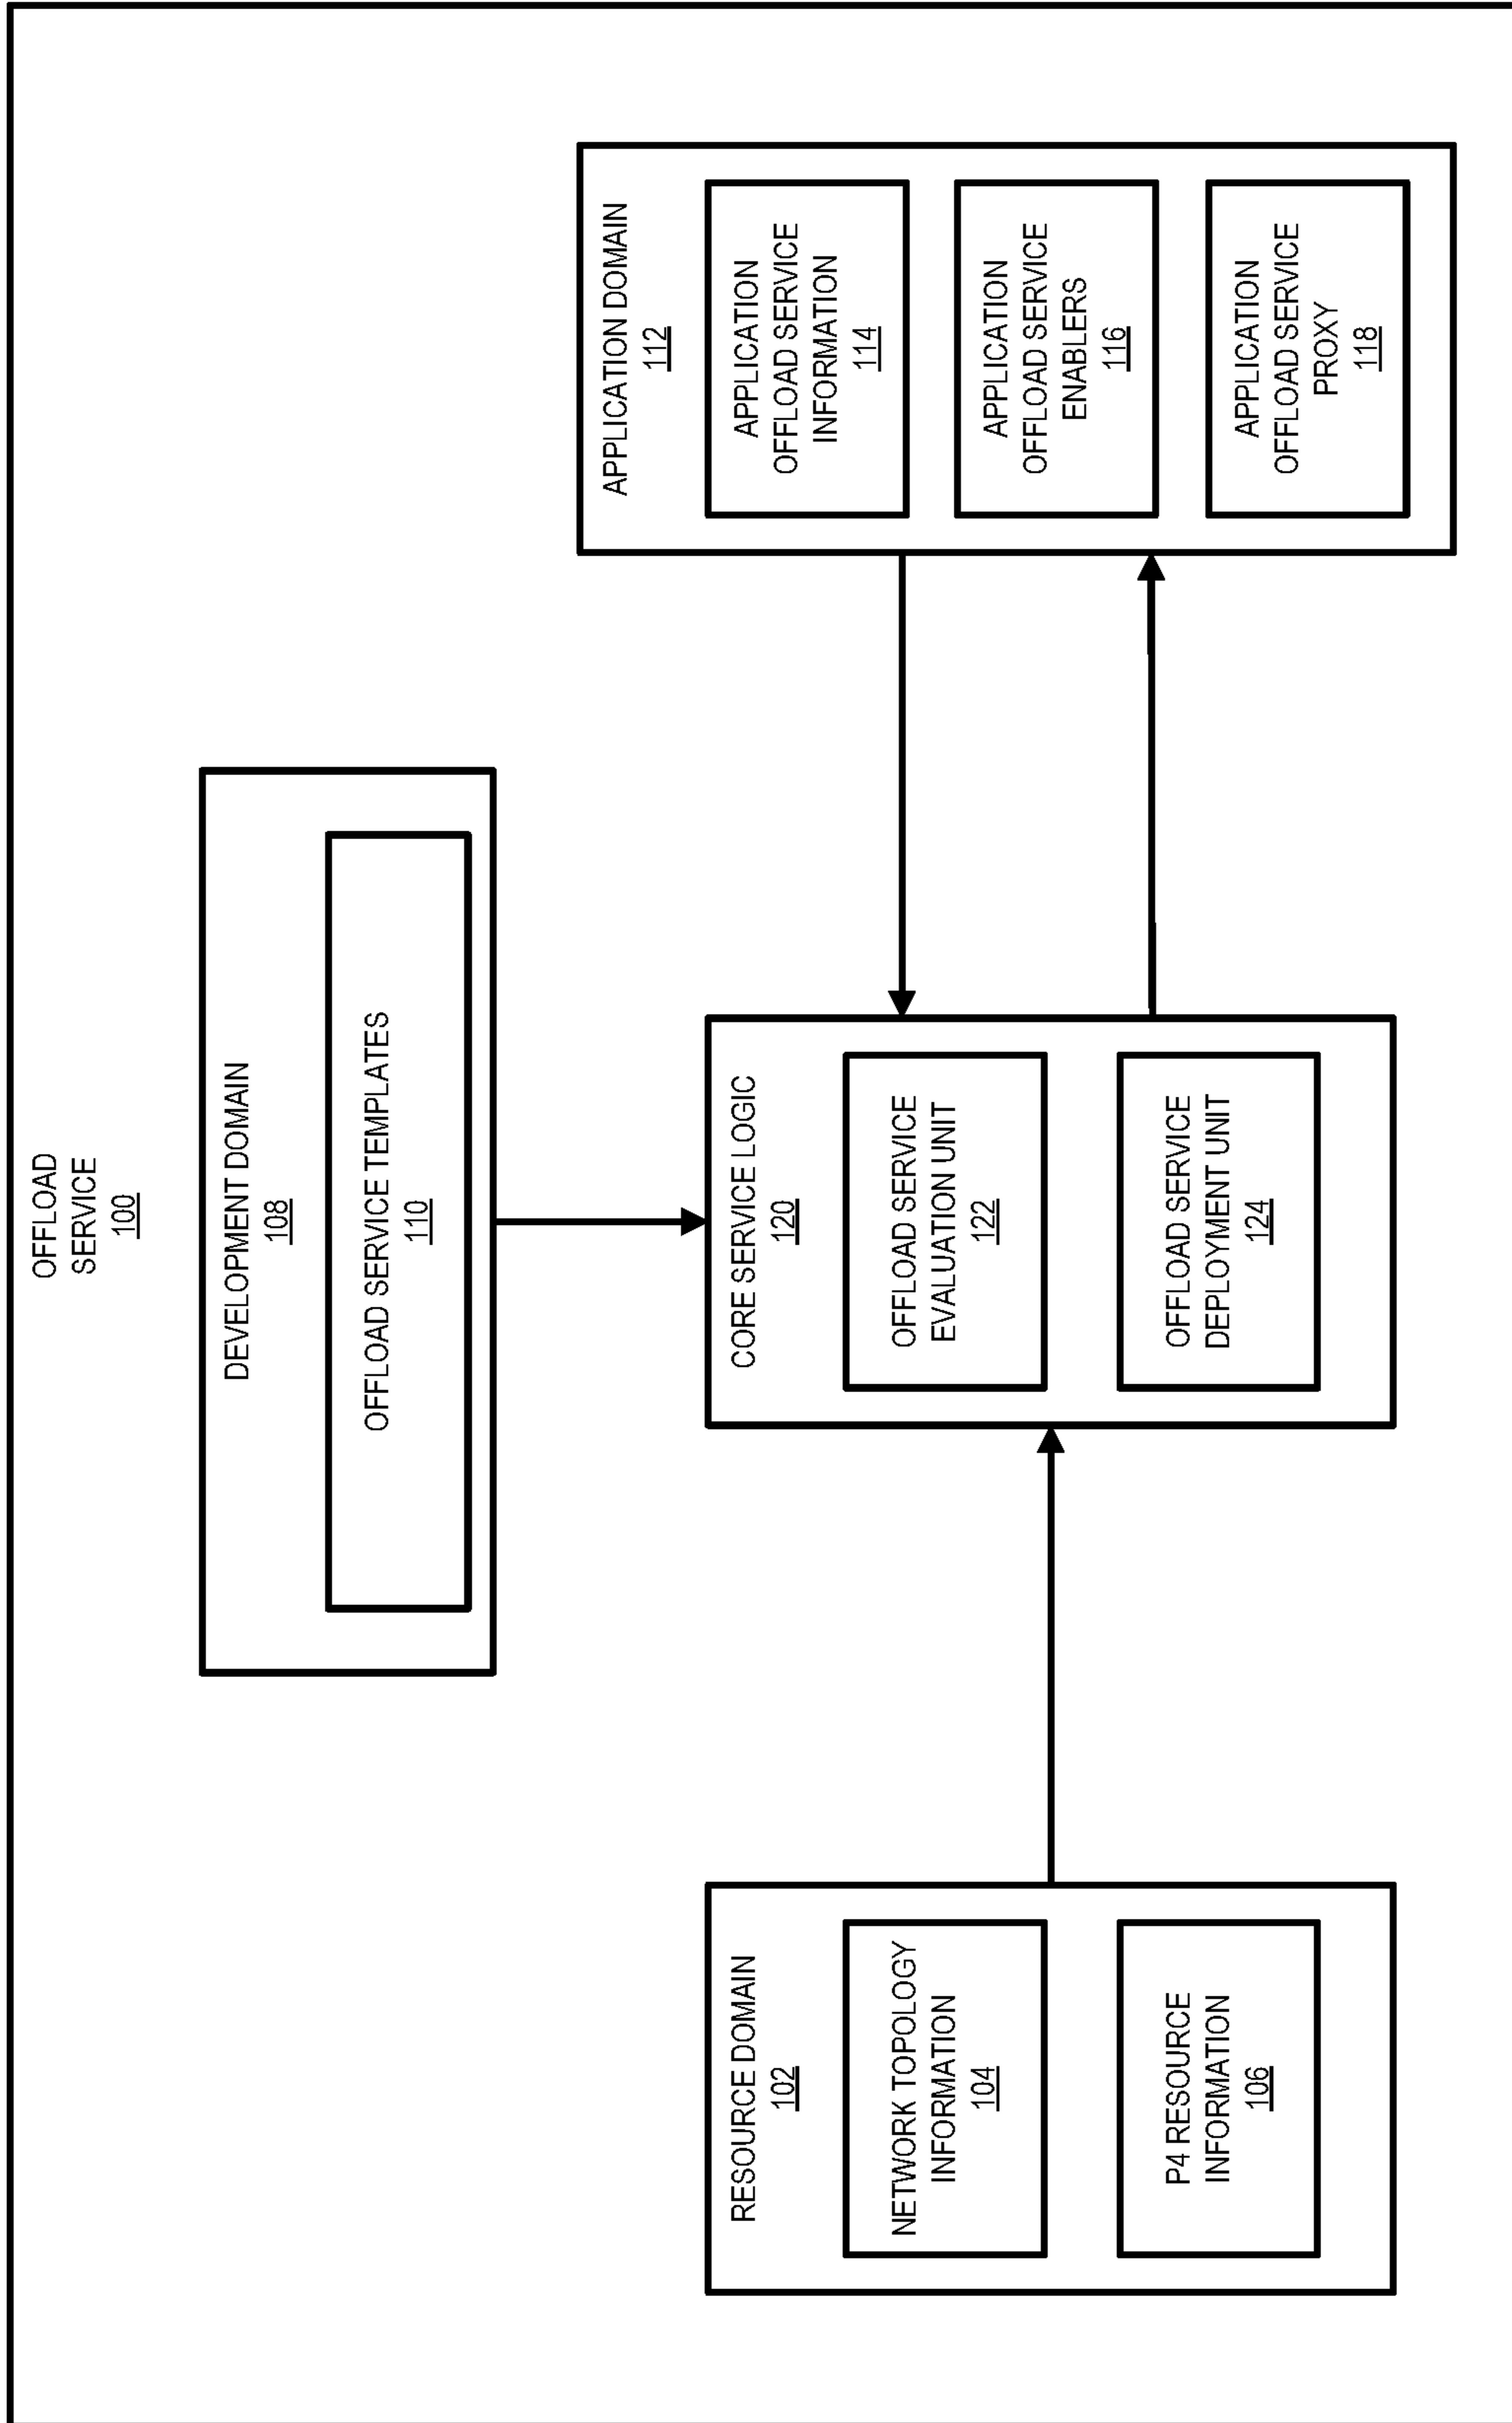 OFFLOAD
SERVICE
100
DEVELOPMENT DOMAIN
108
OFFLOAD SERVICE TEMPLATES
110
RESOURCE DOMAIN
102
NETWORK TOPOLOGY
INFORMATION
104
P4 RESOURCE
INFORMATION
106
CORE SERVICE LOGIC
120
OFFLOAD SERVICE
EVALUATION UNIT
122
OFFLOAD SERVICE
DEPLOYMENT UNIT
124
APPLICATION DOMAIN
112
APPLICATION
OFFLOAD SERVICE
INFORMATION
114
APPLICATION
OFFLOAD SERVICE
ENABLERS
116
APPLICATION
OFFLOAD SERVICE
PROXY
118